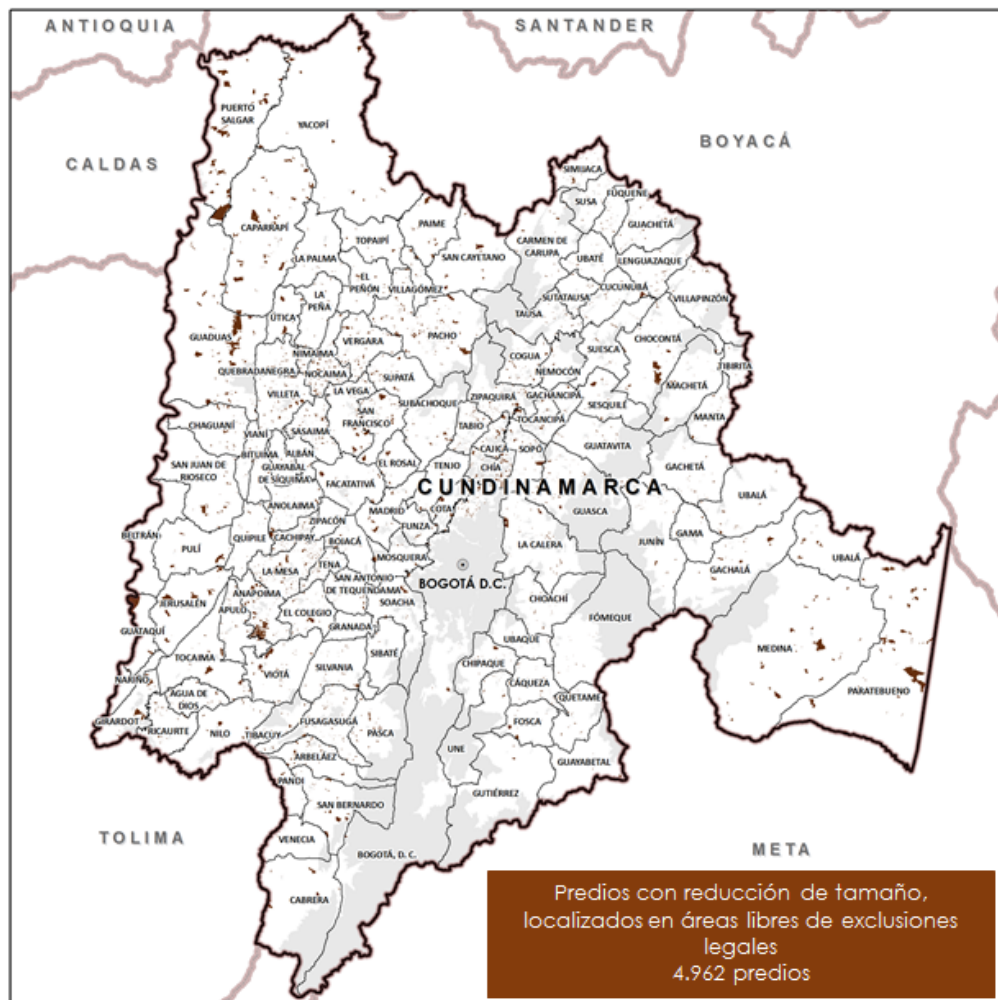 ANTIOQUIA
SANTANDER
PUERTO
SALGAR
YACOPÍ
BOYACÁ
CALDAS
SIMIJACA
SUSA
FÚQUENE
GUACHETÁ
CAPARRAPÍ
PAIME
TOPAIPÍ
SAN CAYETANO
CARMEN DE
CARUPA
UBATÉ
LENGUAZAQUE
LA PALMA
EL
PEÑÓN
VILLAGÓMEZ
CUCUNUBÁ
SUTATAUSA
VILLAPINZÓN
LA
PEÑA
TAUSA
ÚTICA
GUADUAS
VERGARA
PACHO
CHOCONTÁ
SUESCA
NIMAIMA
COGUA
TIBIRITA
QUEBRADANEGRA
NOCAIMA
NEMOCÓN
SUPATÁ
MACHETÁ
VILLETA
LA VEGA
SUBACHOQUE
ZIPAQUIRÁ
GACHANCIPÁ
SESQUILÉ
SAN
FRANCISCO
TOCANCIPÁ
MANTA
CHAGUANÍ
VIANÍ
SASAIMA
TABIO
CAJICÁ
SOPÓ
GUATAVITA
BITUIMA
ALBÁN
SAN JUAN DE
RIOSECO
GUAYABAL
DE SÍQUIMA
EL ROSAL
TENJO
CHÍA
GACHETÁ
FACATATIVÁ
CUNDINAMARCA
UBALÁ
ANOLAIMA
MADRID
COTA
GUASCA
ZIPACÓN
FUNZA
BELTRÁN
PULÍ
QUIPILE
CACHIPAY
BOJACÁ
LA CALERA
JUNÍN
GAMA
MOSQUERA
UBALÁ
TENA
LA MESA
GACHALÁ
SAN ANTONIO
DE TEQUENDAMA
BOGOTÁ D.C.
ANAPOIMA
CHOACHÍ
JERUSALÉN
APULO
EL COLEGIO
SOACHA
FÓMEQUE
GUATAQUÍ
GRANADA
UBAQUE
MEDINA
TOCAIMA
SILVANIA
SIBATÉ
CHIPAQUE
NARIÑO
VIOTÁ
CÁQUEZA
PARATEBUENO
AGUA DE
DIOS
QUETAME
GIRARDOT
RICAURTE
NILO
TIBACUY
FUSAGASUGÁ
PASCA
FOSCA
UNE
ARBELÁEZ
GUAYABETAL
PANDI
GUTIÉRREZ
SAN BERNARDO
TOLIMA
VENECIA
BOGOTÁ, D. C.
META
CABRERA
Predios con reducción de tamaño,
localizados en áreas libres de exclusiones
legales
4.962 predios